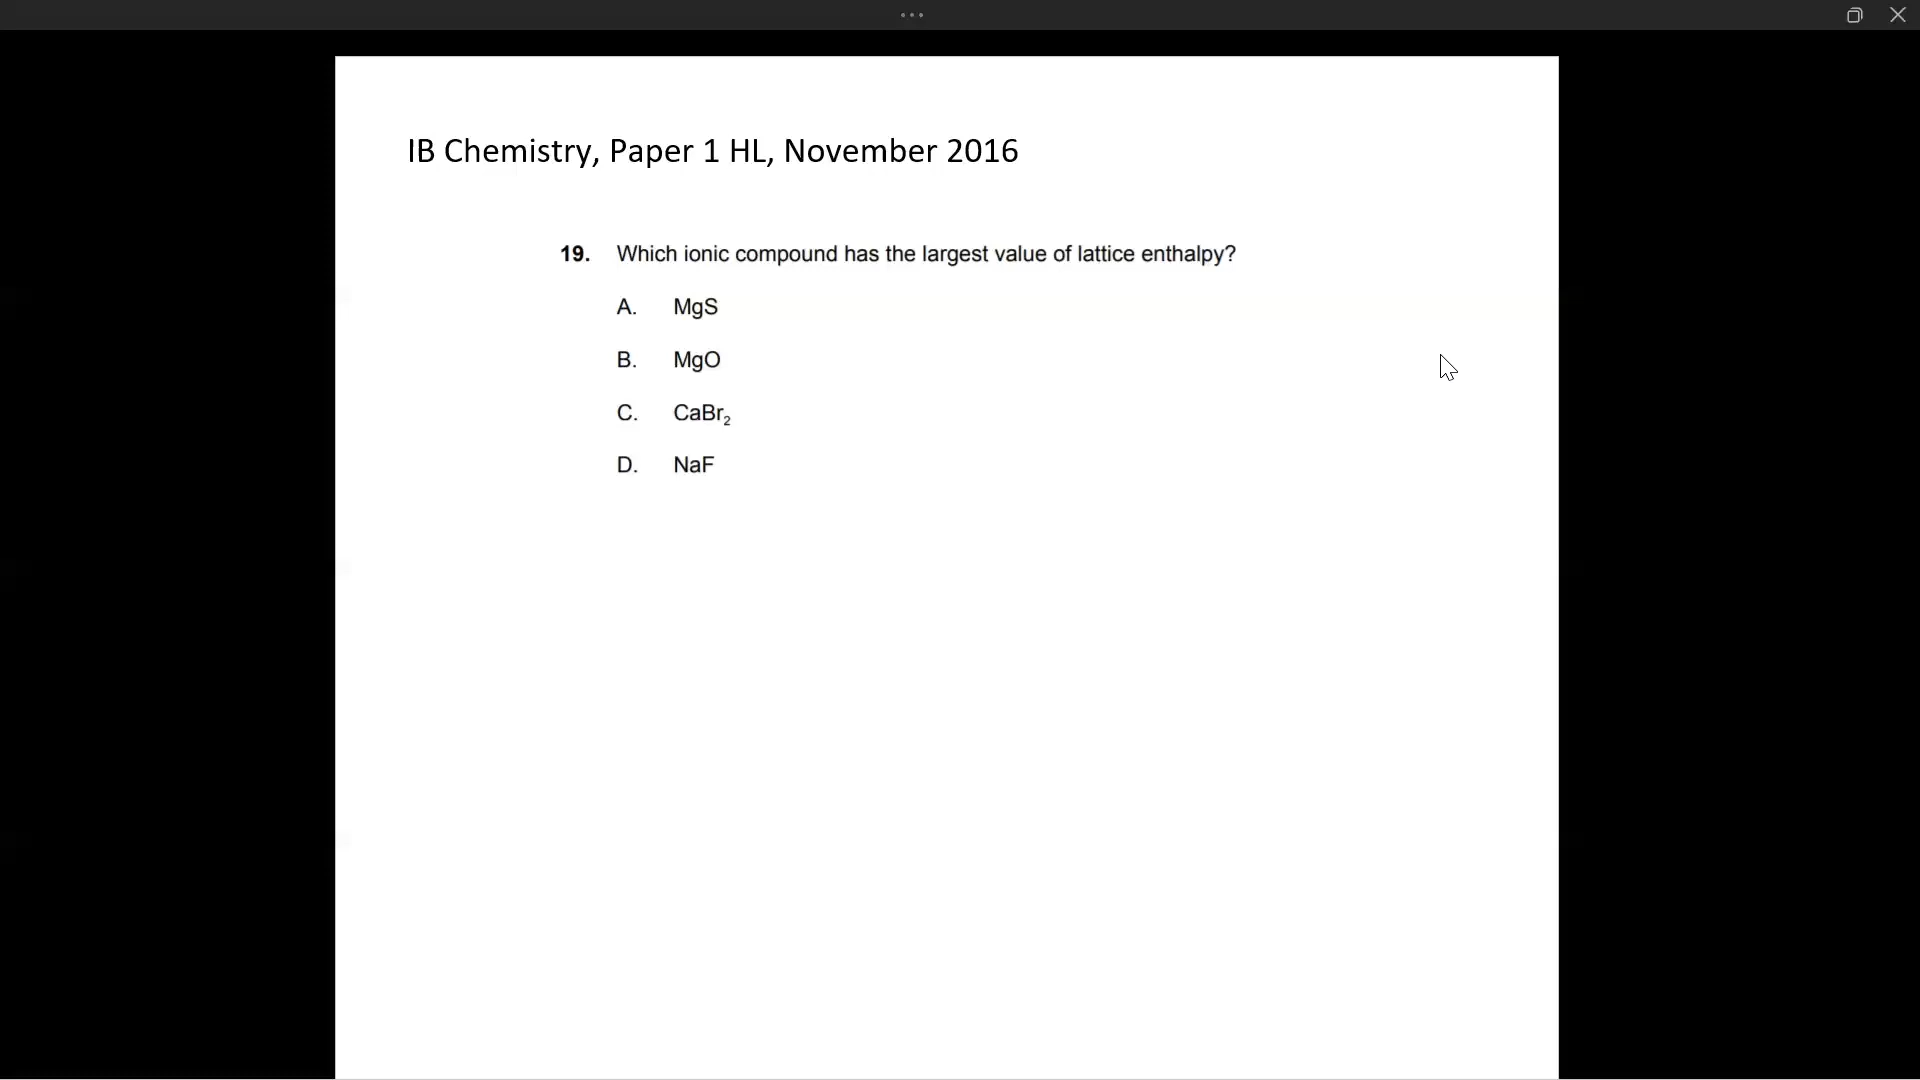 IB Chemistry, Paper 1 HL, November 2016
19. Which ionic compound has the largest value of lattice enthalpy?
A. MgS
B. MgO
C. CaBr₂
D. NaF